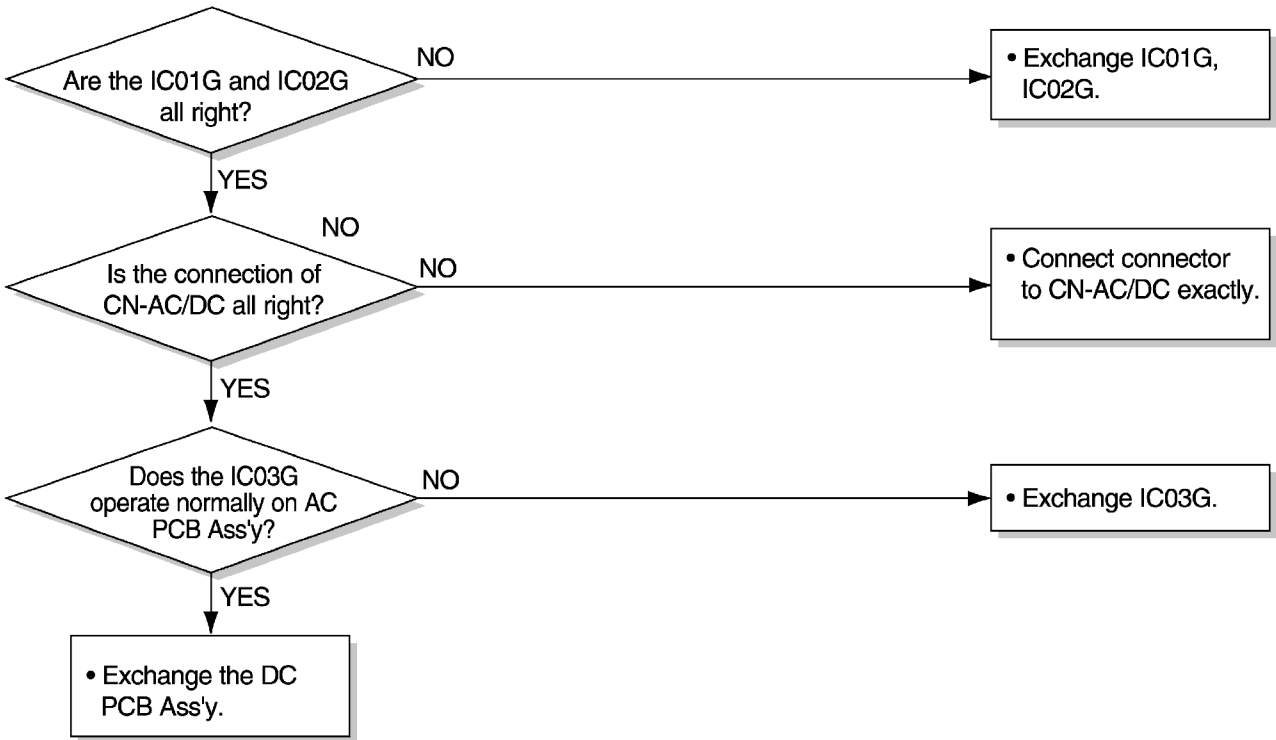 NO
Are the IC01G and IC02G
all right?
• Exchange IC01G,
IC02G.
YES
NO
Is the connection of
CN-AC/DC all right?
NO
• Connect connector
to CN-AC/DC exactly.
YES
Does the IC03G
operate normally on AC
PCB Ass'y?
NO
• Exchange IC03G.
YES
• Exchange the DC
PCB Ass'y.